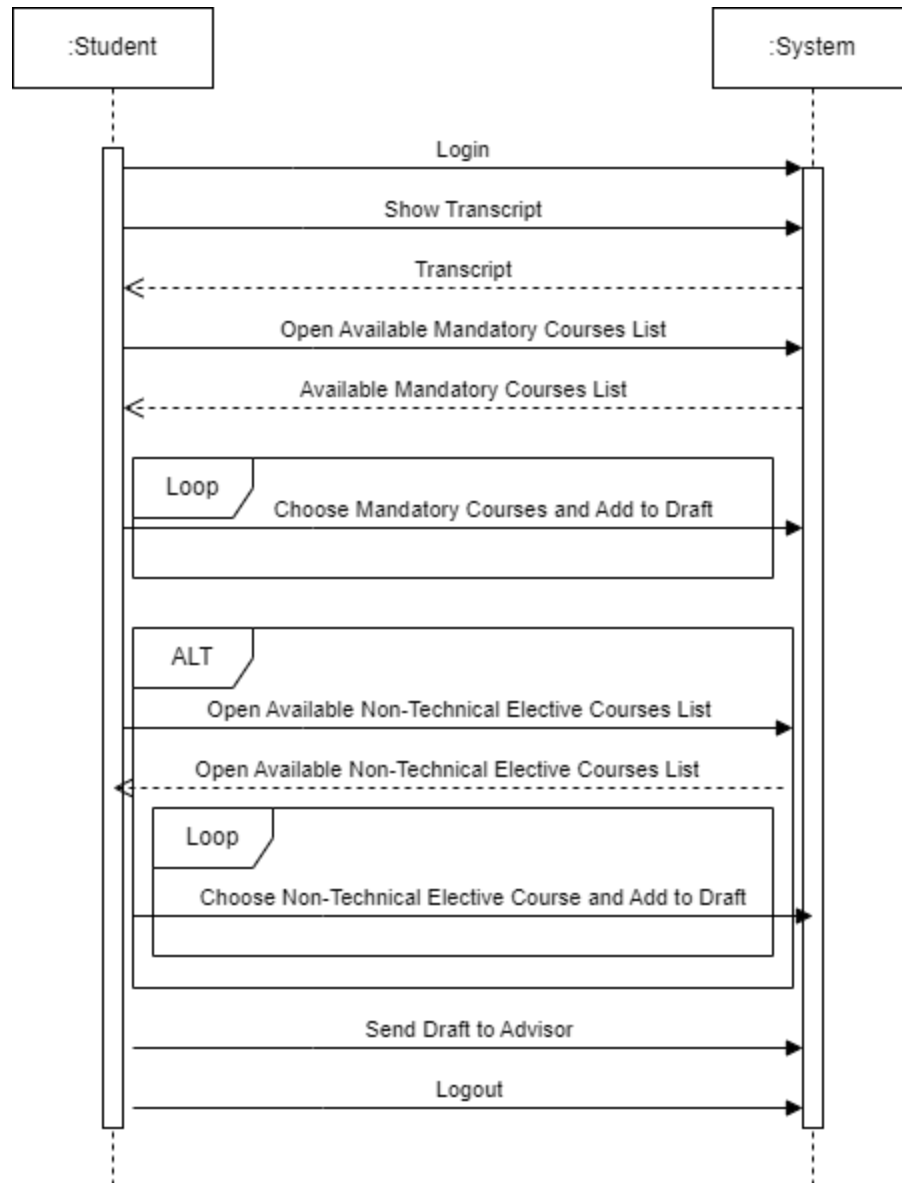 :Student
:System
Login
Show Transcript
Transcript
Open Available Mandatory Courses List
Available Mandatory Courses List
Loop
Choose Mandatory Courses and Add to Draft
ALT
Open Available Non-Technical Elective Courses List
Open Available Non-Technical Elective Courses List
Loop
Choose Non-Technical Elective Course and Add to Draft
Send Draft to Advisor
Logout